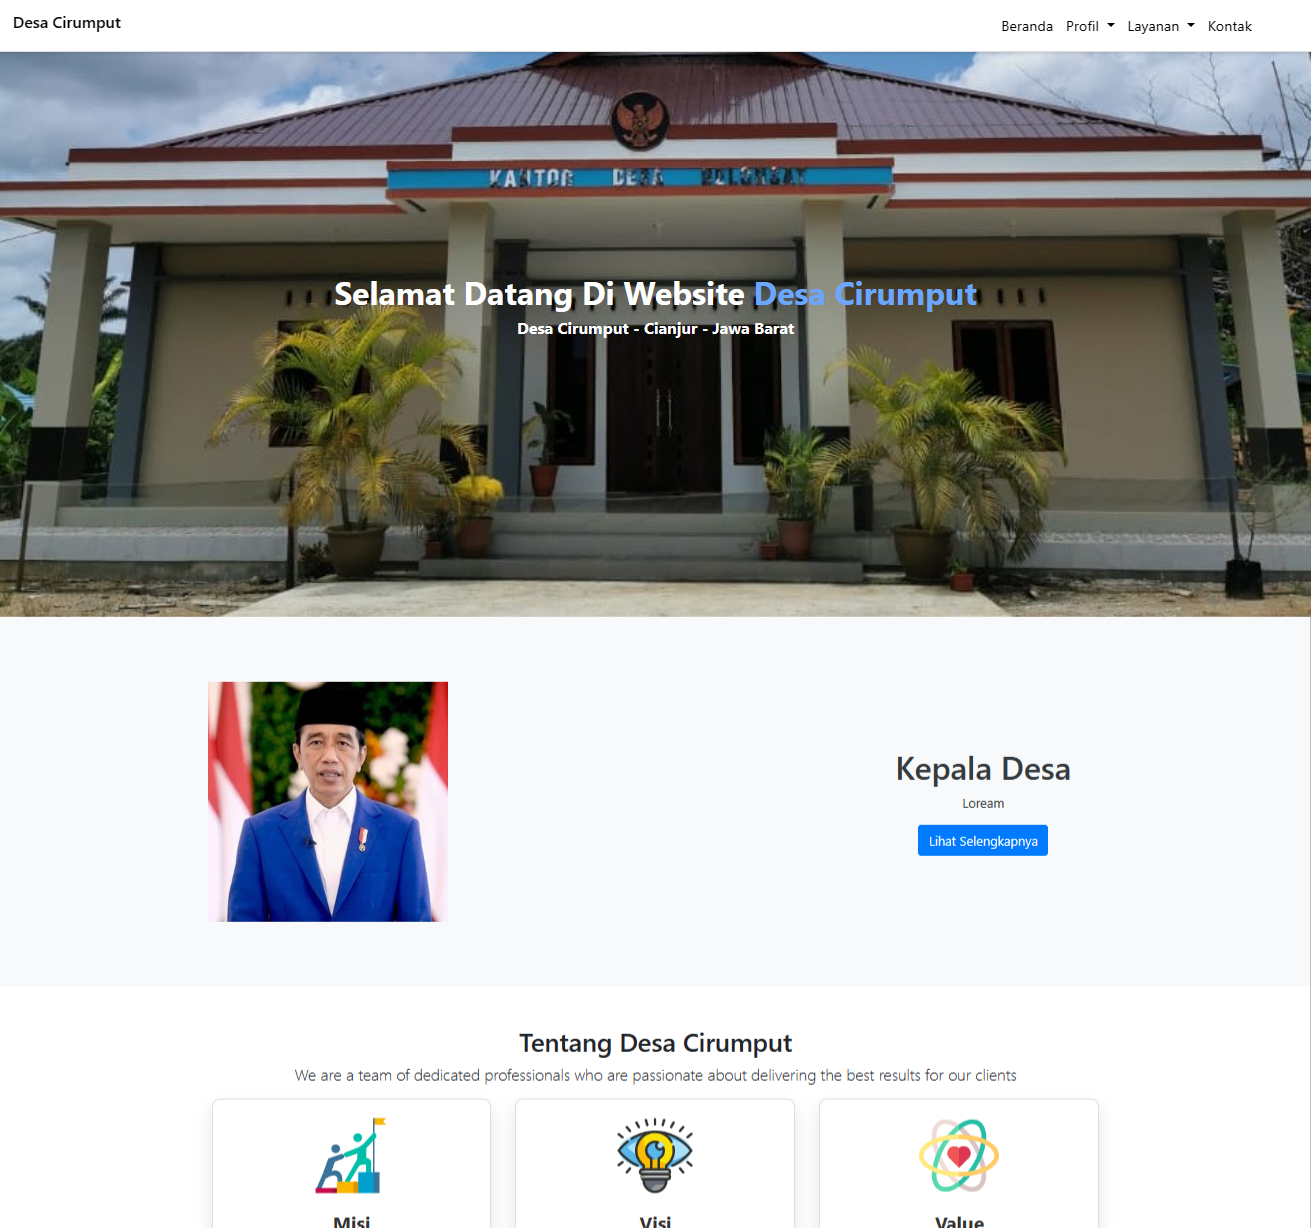 Desa Cirumput
Beranda Profil Layanan Kontak
KANTOR DESA
Selamat Datang Di Website Desa Cirumput
Desa Cirumput - Cianjur - Jawa Barat
Kepala Desa
Loream
Lihat Selengkapnya
Tentang Desa Cirumput
We are a team of dedicated professionals who are passionate about delivering the best results for our clients
Misi Visi Value